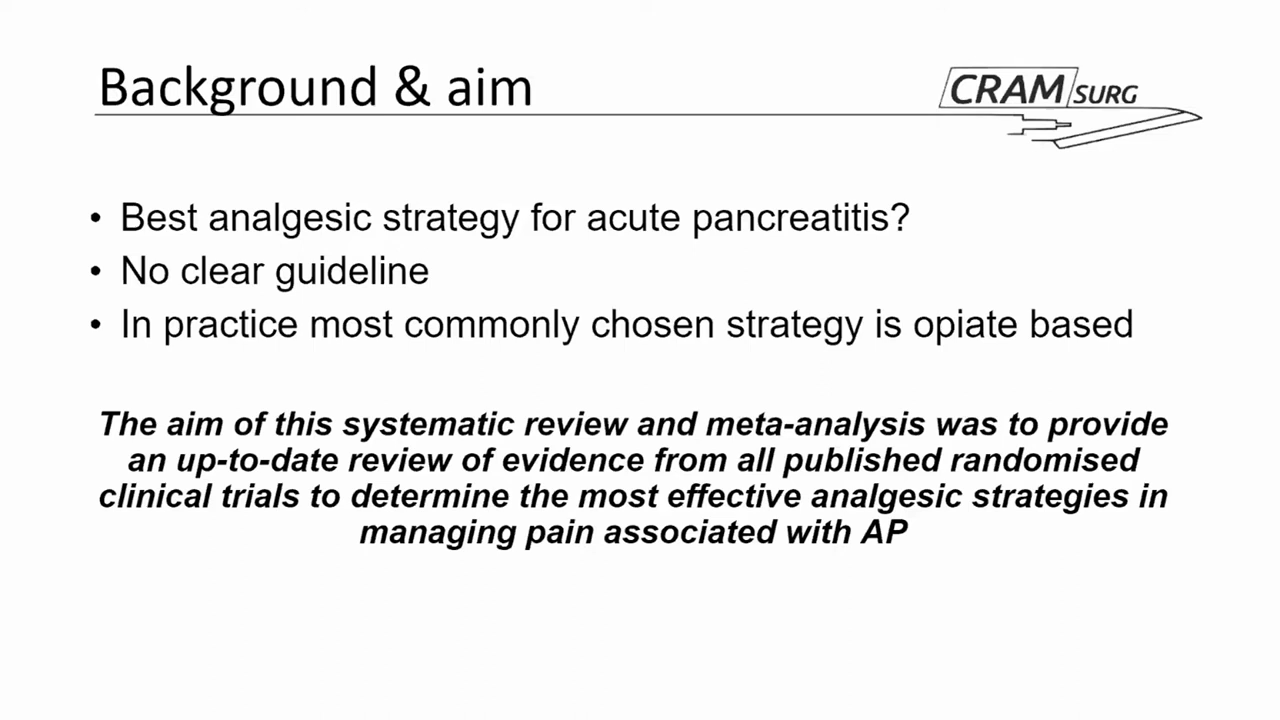 Background & aim
CRAM SURG
• Best analgesic strategy for acute pancreatitis?
• No clear guideline
• In practice most commonly chosen strategy is opiate based
The aim of this systematic review and meta-analysis was to provide
an up-to-date review of evidence from all published randomised
clinical trials to determine the most effective analgesic strategies in
managing pain associated with AP